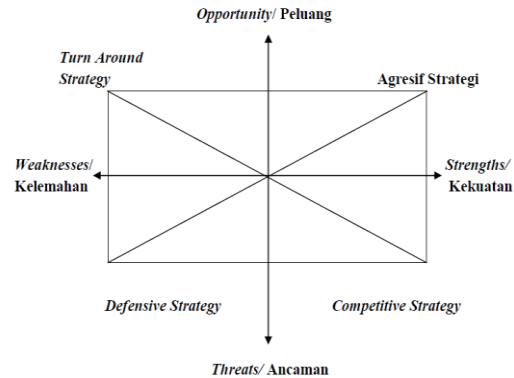 Opportunity/ Peluang
Turn Around
Strategy
Agresif Strategi
Weaknesses/
Kelemahan
Strengths/
Kekuatan
Defensive Strategy
Competitive Strategy
Threats/ Ancaman